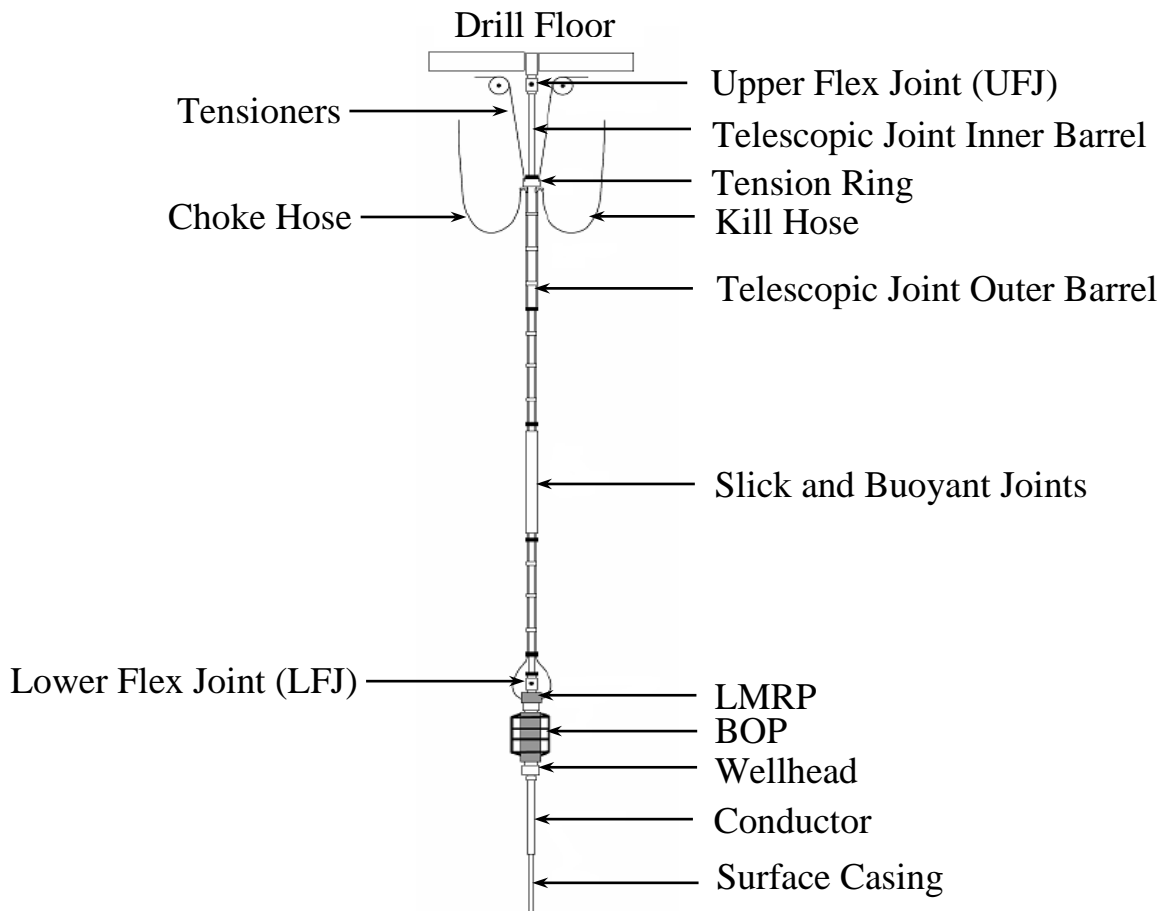 Drill Floor
Upper Flex Joint (UFJ)
Tensioners
Telescopic Joint Inner Barrel
Tension Ring
Choke Hose
Kill Hose
Telescopic Joint Outer Barrel
Slick and Buoyant Joints
Lower Flex Joint (LFJ)
LMRP
BOP
Wellhead
Conductor
Surface Casing